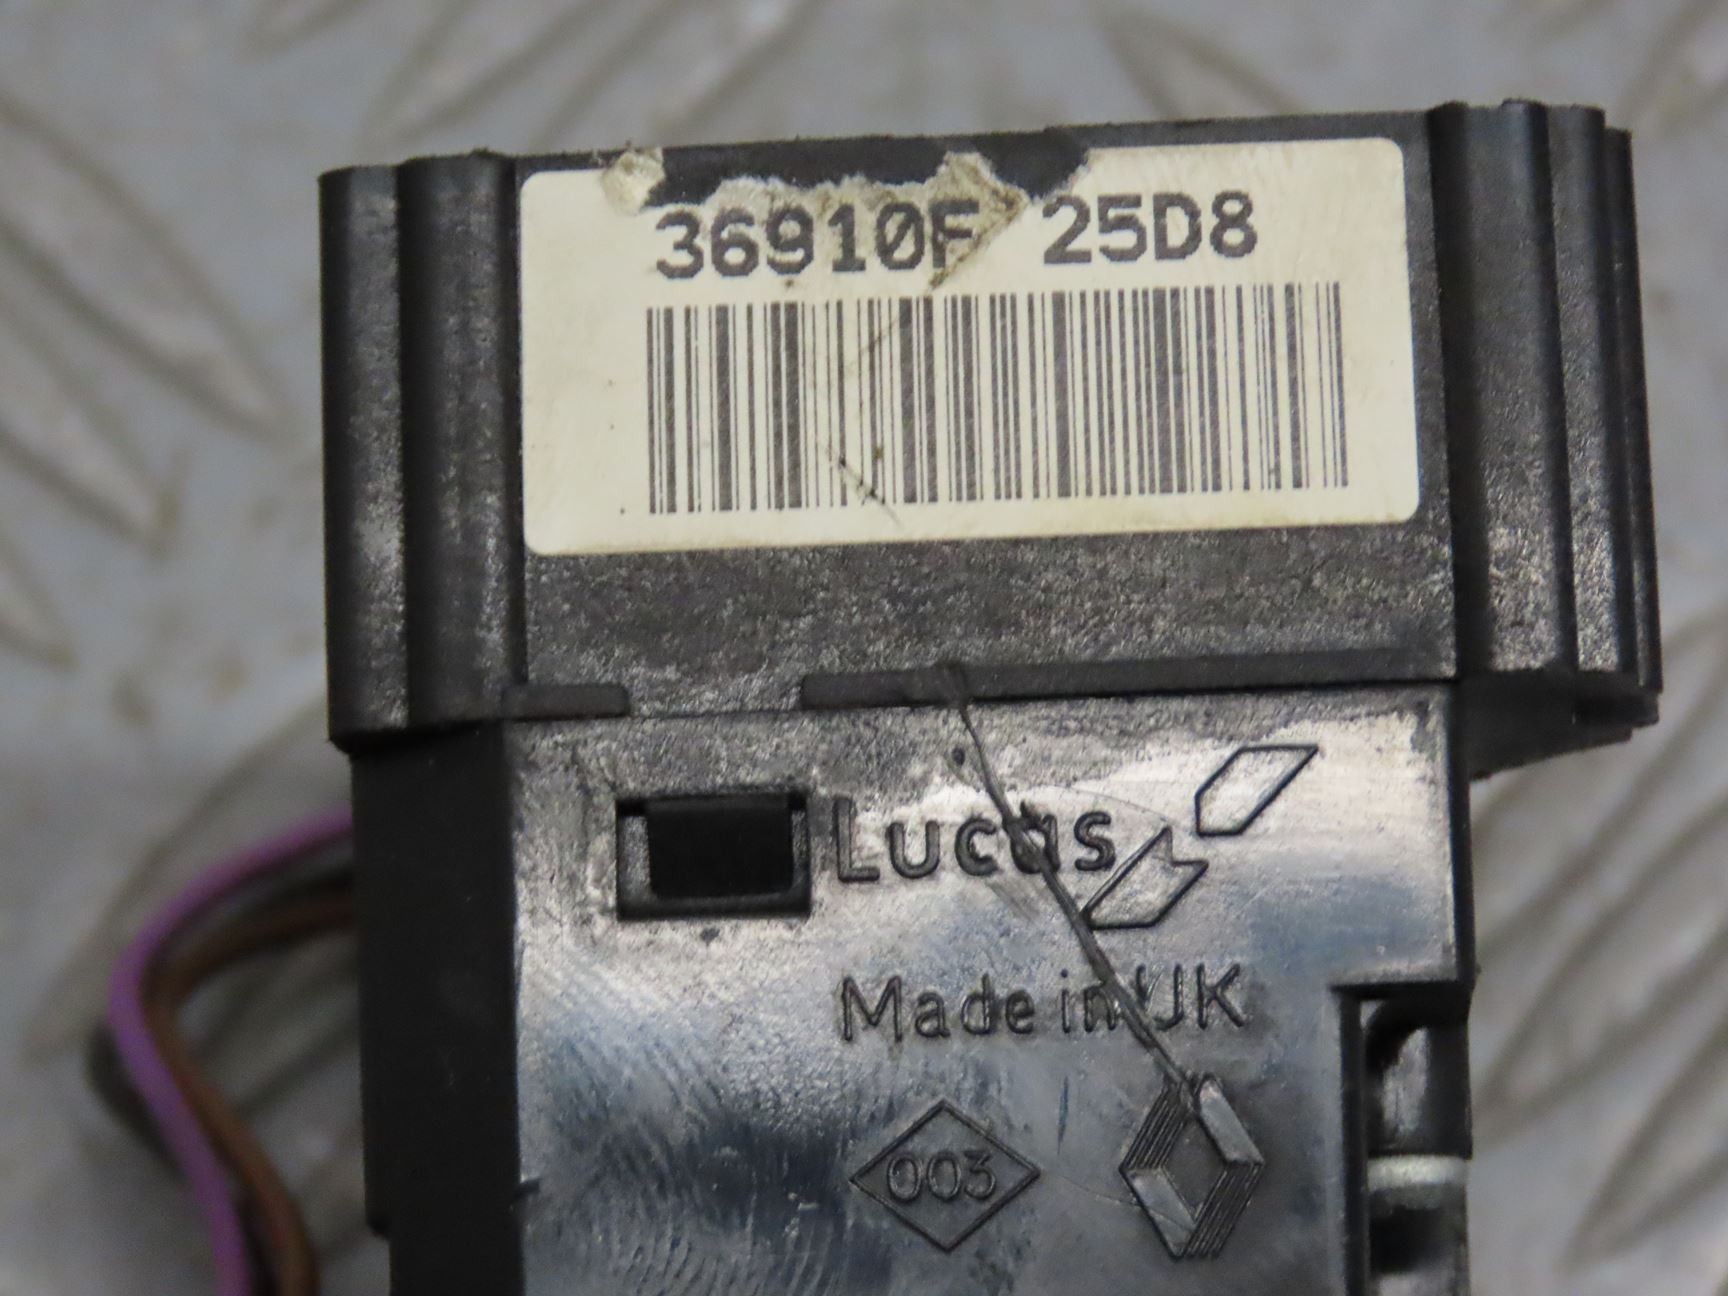 36910F 25D8
Lucas
Made in UK
003